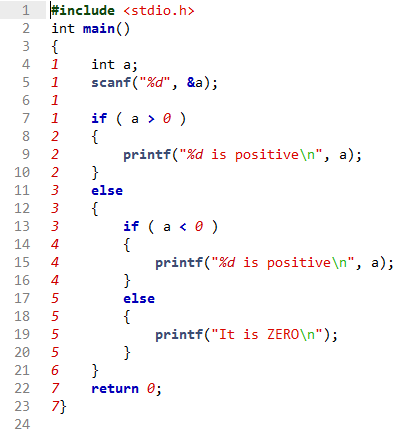 1 #include <stdio.h>
2 int main()
3 {
4 1 int a;
5 1 scanf("%d", &a);
6 1
7 1 if ( a > 0 )
8 2 {
9 2 printf("%d is positive\n", a);
10 2 }
11 3 else
12 3 {
13 3 if ( a < 0 )
14 4 {
15 4 printf("%d is positive\n", a);
16 4 }
17 5 else
18 5 {
19 5 printf("It is ZERO\n");
20 5 }
21 6 }
22 7 return 0;
23 7}
24